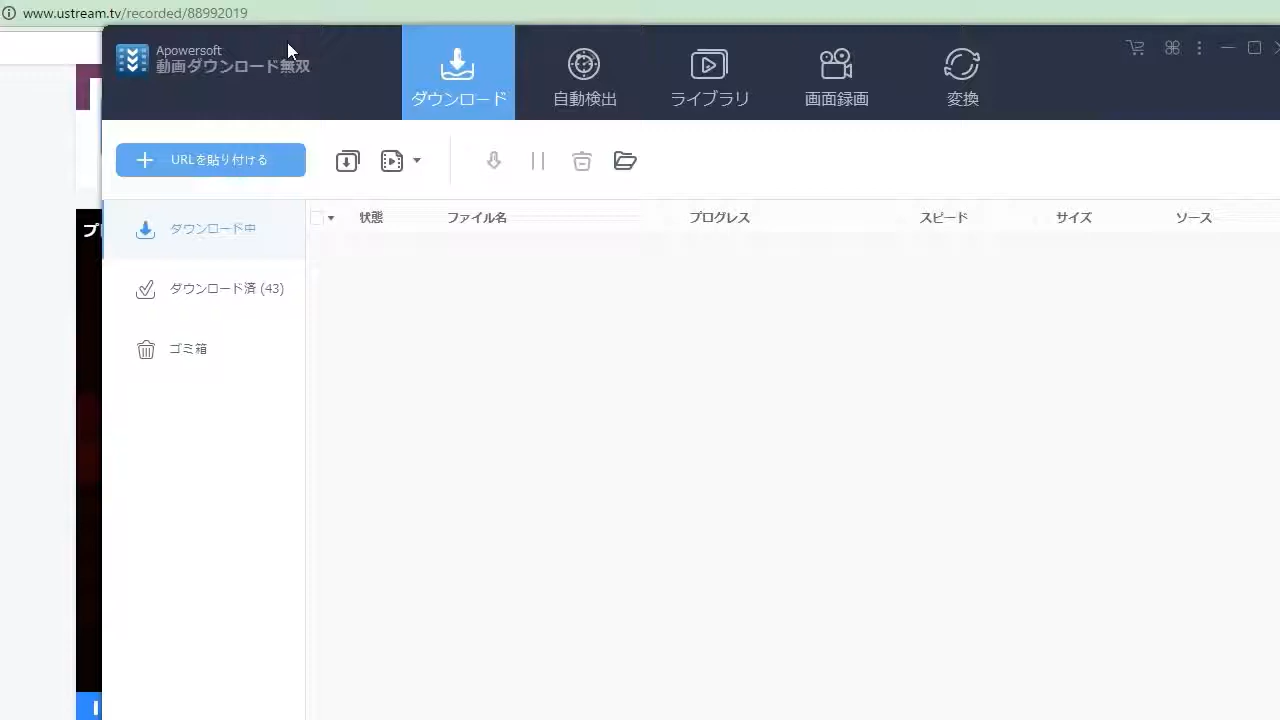 www.ustream.tv/recorded/88992019
Apowersoft
動画ダウンロード無双
ダウンロード
自動検出
ライブラリ
画面録画
変換
URLを貼り付ける
ダウンロード中
ダウンロード済 (43)
ゴミ箱
状態 ファイル名 プログレス スピード サイズ ソース
プ